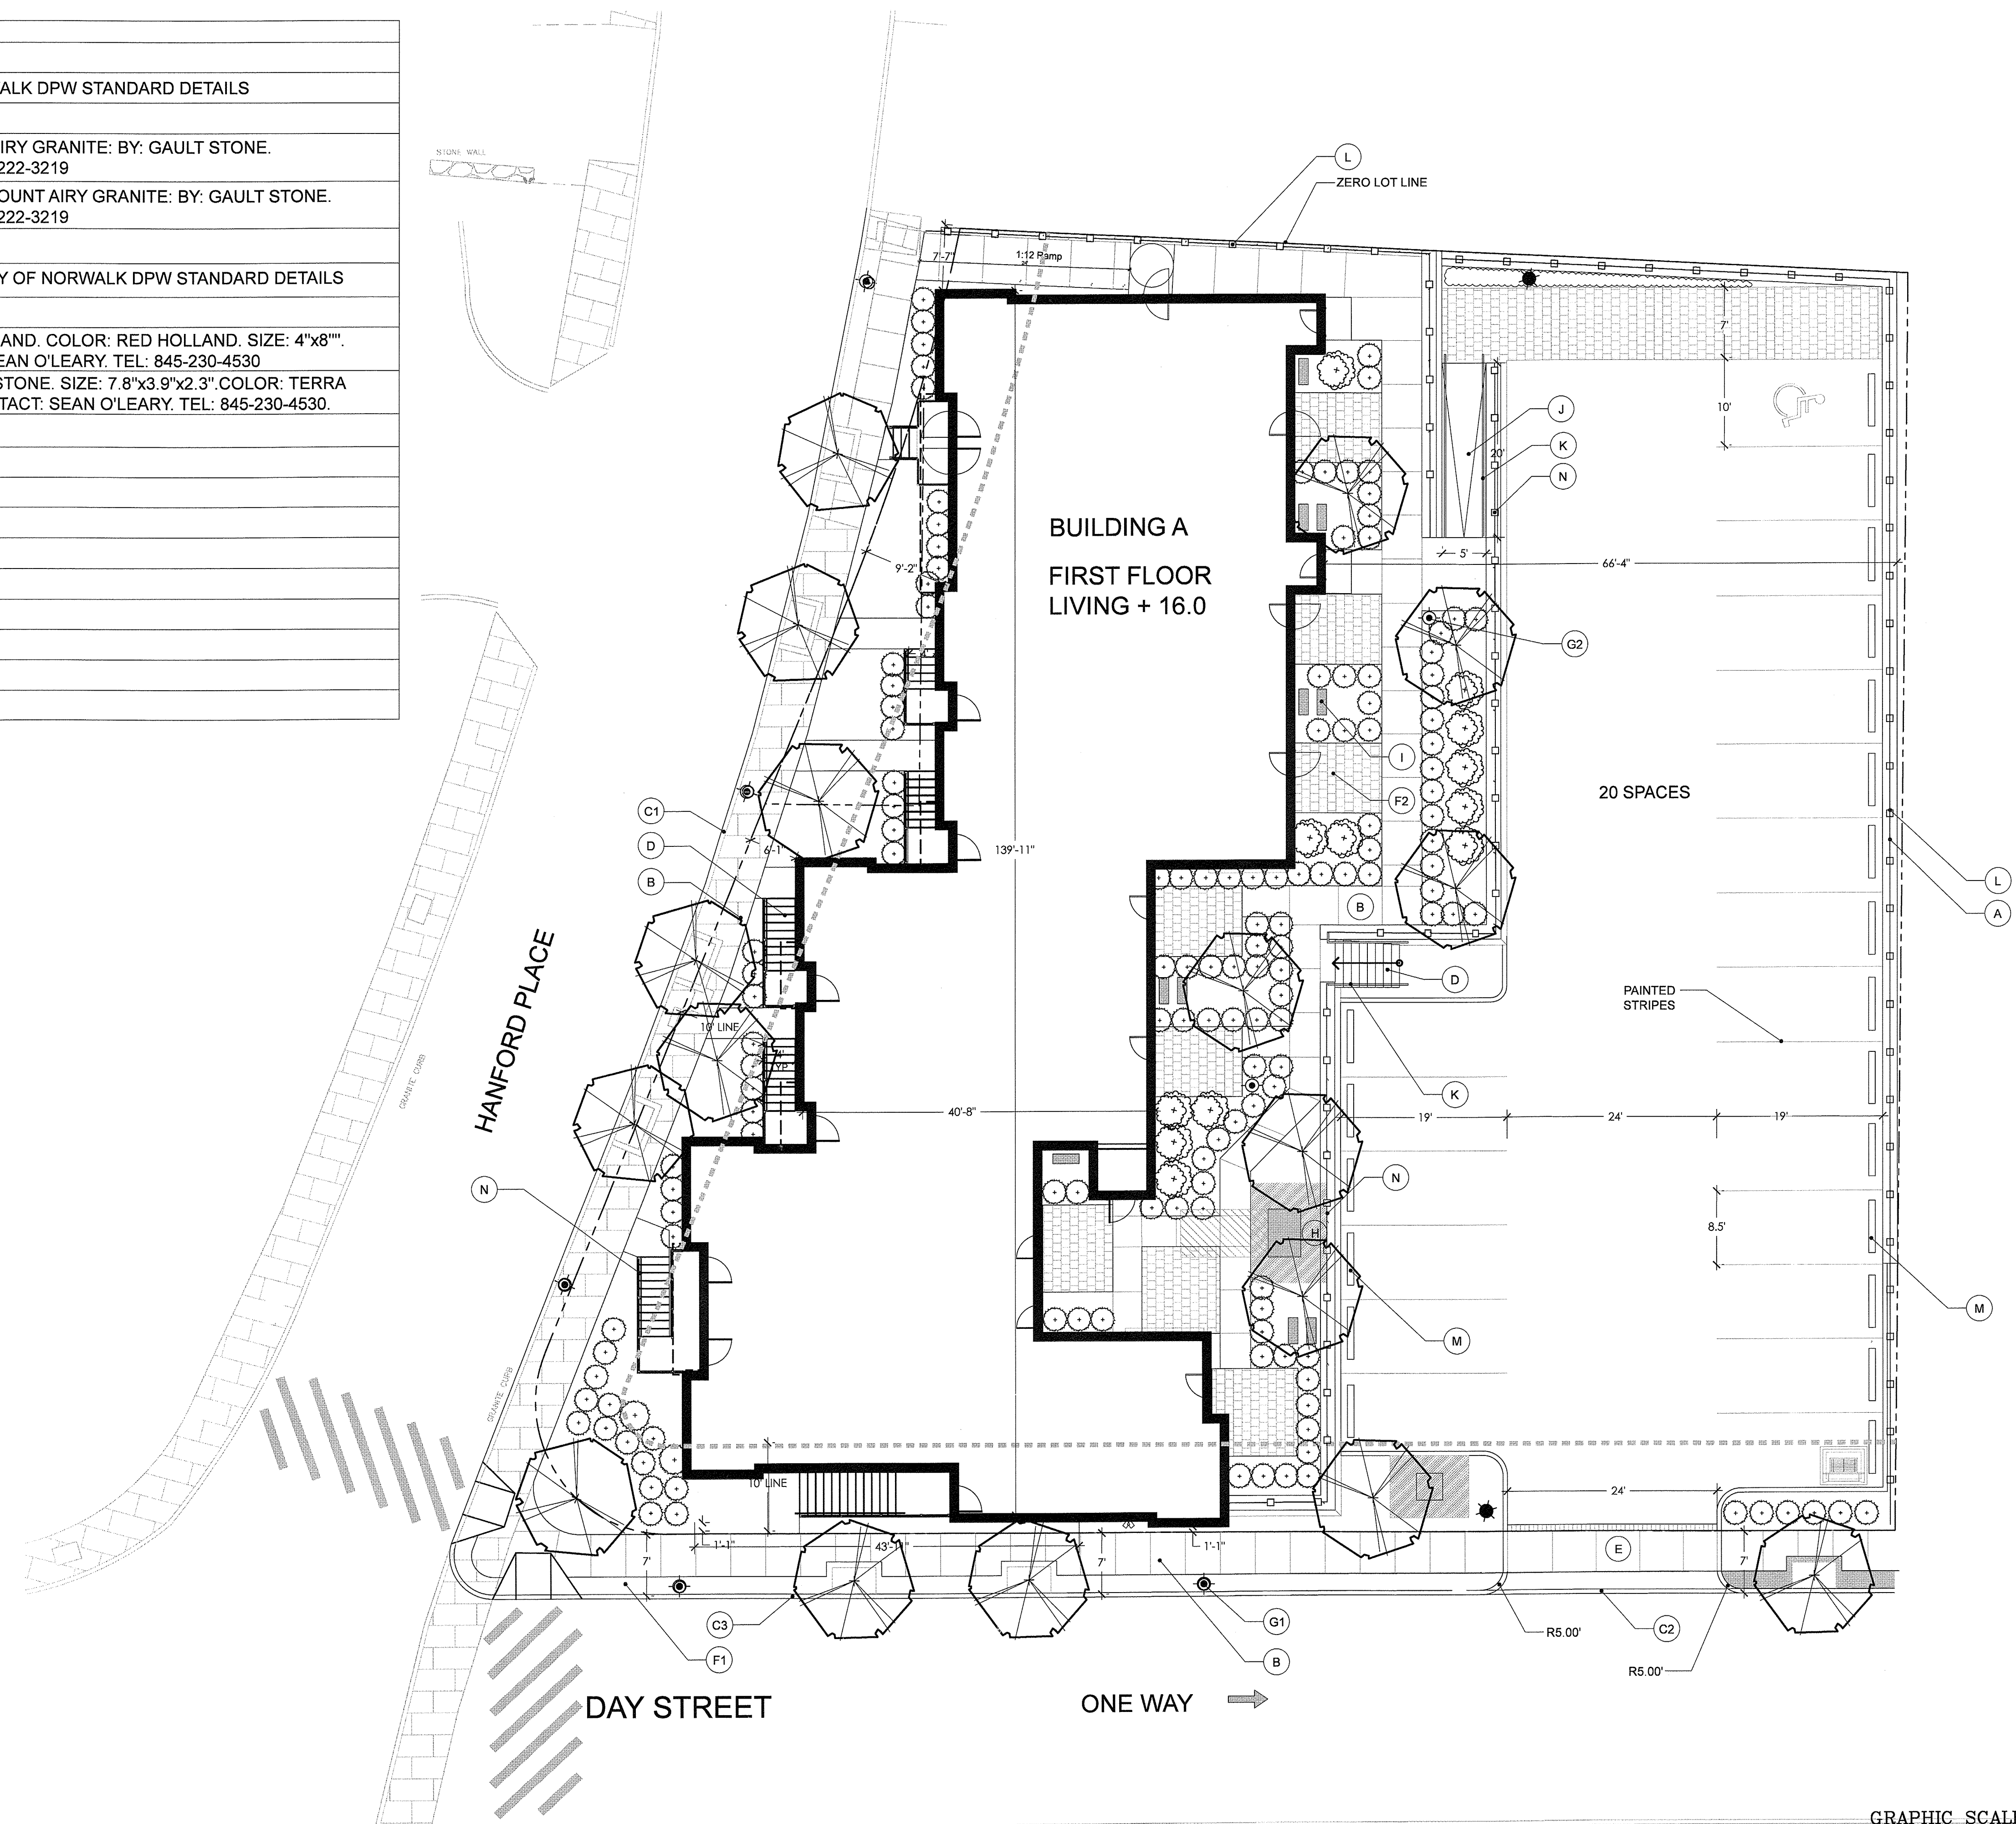 ALK DPW STANDARD DETAILS
IRY GRANITE: BY: GAULT STONE.
222-3219
OUNT AIRY GRANITE: BY: GAULT STONE.
222-3219
Y OF NORWALK DPW STANDARD DETAILS
AND. COLOR: RED HOLLAND. SIZE: 4"x8"".
EAN O'LEARY. TEL: 845-230-4530
STONE. SIZE: 7.8"x3.9"x2.3".COLOR: TERRA
TACT: SEAN O'LEARY. TEL: 845-230-4530.
STONE WALL
L
ZERO LOT LINE
7'-7"
1:12 Ramp
7'
10'
J
K
20'
N
BUILDING A
FIRST FLOOR
LIVING + 16.0
9'-2"
5'
66'-4"
G2
I
F2
20 SPACES
C1
D
B
6'-1"
139'-11"
L
A
B
D
HANFORD PLACE
GRANITE CURB
10' LINE
4'
YP
PAINTED
STRIPES
K
40'-8"
19'
24'
19'
N
N
H
8.5'
M
M
GRANITE CURB
10' LINE
24'
7'
1'-1"
43'
7'
1'-1"
E
7'
C3
F1
G1
B
R5.00'
C2
R5.00'
DAY STREET
ONE WAY
GRAPHIC SCAL